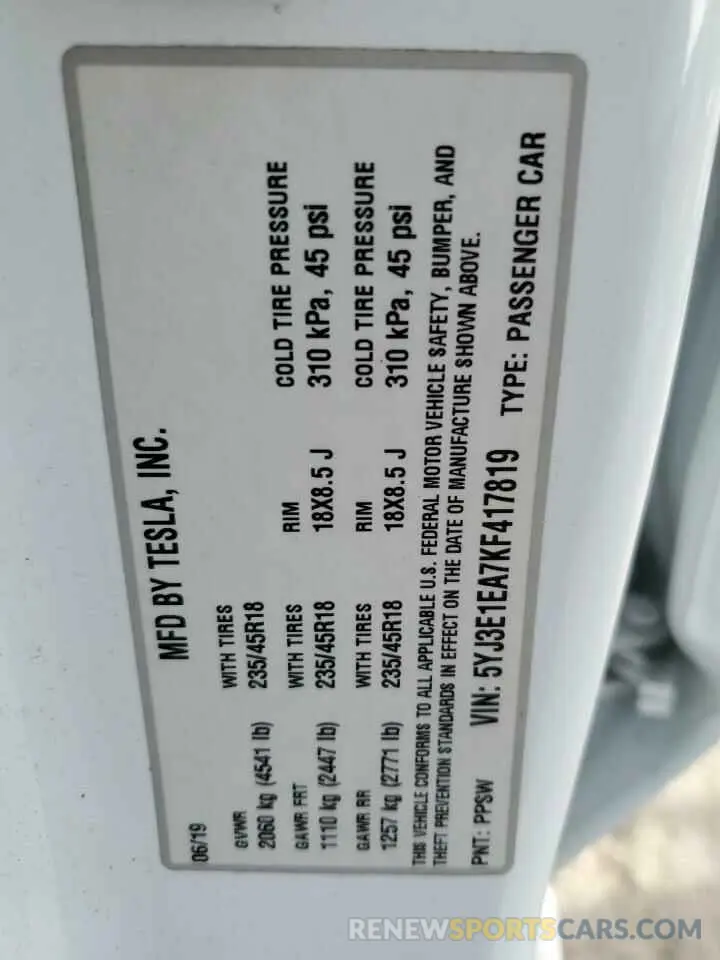 MFD BY TESLA, INC.
06/19
GVWR WITH TIRES
2060 kg (4541 lb) 235/45R18
GAWR FRT WITH TIRES RIM COLD TIRE PRESSURE
1110 kg (2447 lb) 235/45R18 18X8.5 J 310 kPa, 45 psi
GAWR RR WITH TIRES RIM COLD TIRE PRESSURE
1257 kg (2771 lb) 235/45R18 18X8.5 J 310 kPa, 45 psi
THIS VEHICLE CONFORMS TO ALL APPLICABLE U.S. FEDERAL MOTOR VEHICLE SAFETY, BUMPER, AND
THEFT PREVENTION STANDARDS IN EFFECT ON THE DATE OF MANUFACTURE SHOWN ABOVE.
PNT: PPSW VIN: 5YJ3E1EA7KF417819 TYPE: PASSENGER CAR
RENEWSPORTSCARS.COM